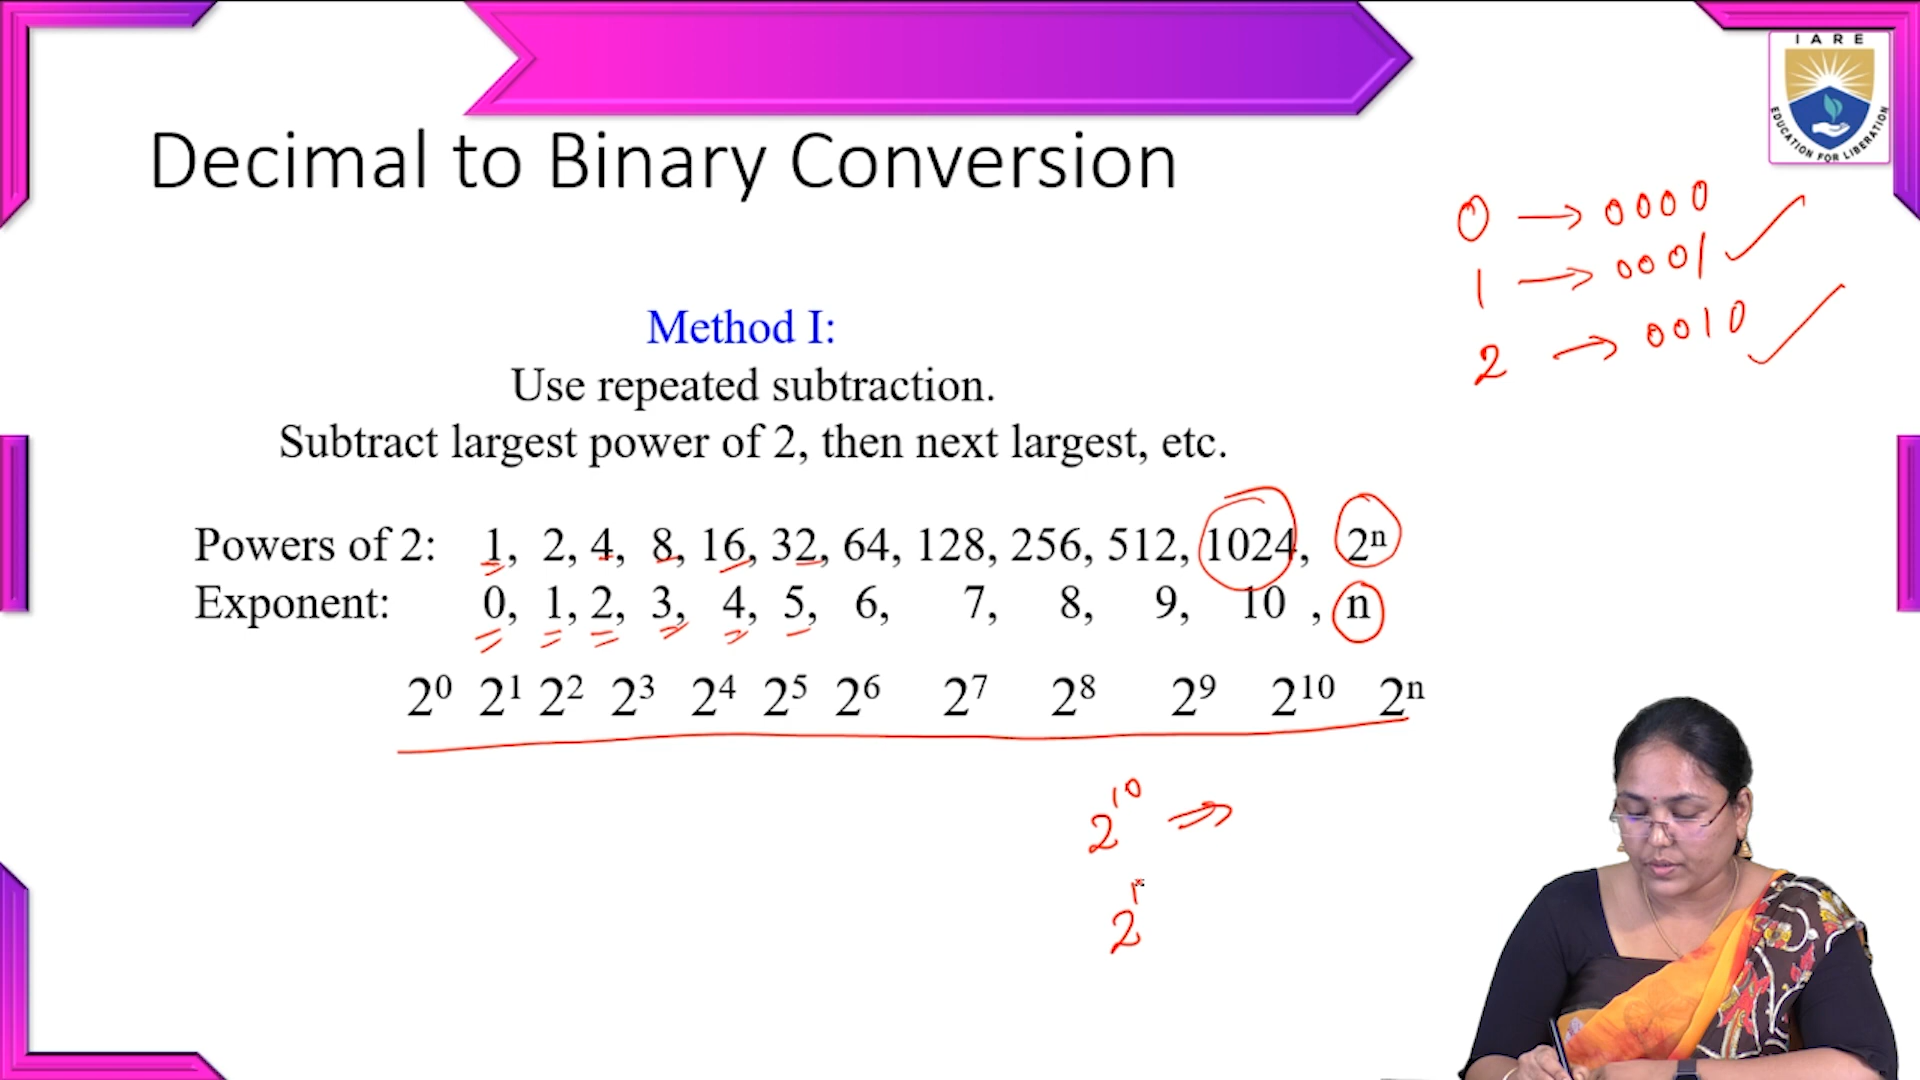 IARE
EDUCATION FOR LIBERATION
Decimal to Binary Conversion
0 → 0000
1 → 0001
2 → 0010
Method I:
Use repeated subtraction.
Subtract largest power of 2, then next largest, etc.
Powers of 2: 1, 2, 4, 8, 16, 32, 64, 128, 256, 512, 1024, 2ⁿ
Exponent: 0, 1, 2, 3, 4, 5, 6, 7, 8, 9, 10 , n
2⁰ 2¹ 2² 2³ 2⁴ 2⁵ 2⁶ 2⁷ 2⁸ 2⁹ 2¹⁰ 2ⁿ
2¹⁰ ⇒
2¹